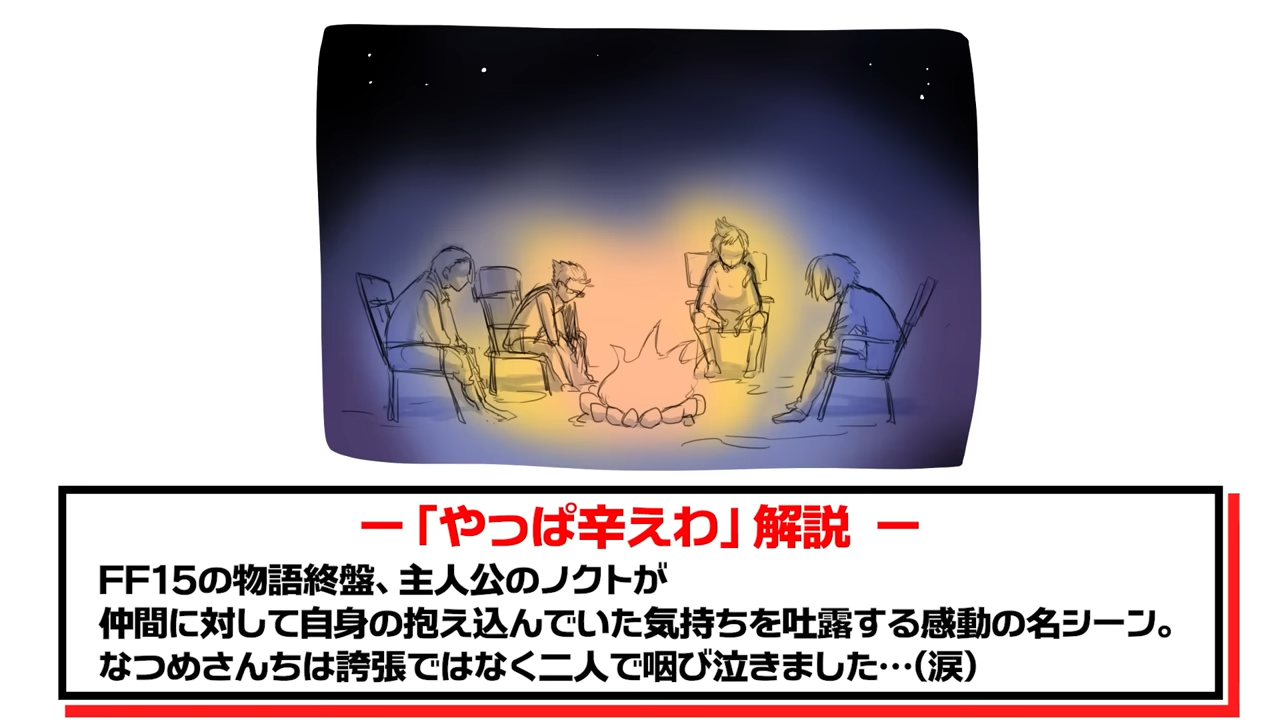 ー「やっぱ辛えわ」解説 ー
FF15の物語終盤、主人公のノクトが
仲間に対して自身の抱え込んでいた気持ちを吐露する感動の名シーン。
なつめさんちは誇張ではなく二人で咽び泣きました…(涙)